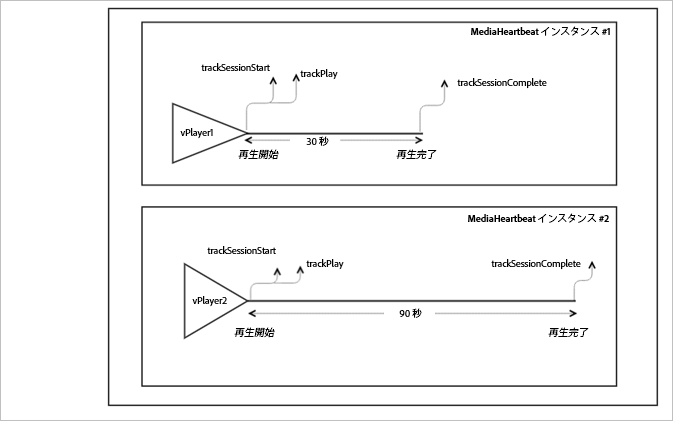 MediaHeartbeat インスタンス #1
trackSessionStart
trackPlay
trackSessionComplete
vPlayer1
30 秒
再生開始
再生完了
MediaHeartbeat インスタンス #2
trackSessionStart
trackPlay
trackSessionComplete
vPlayer2
90 秒
再生開始
再生完了